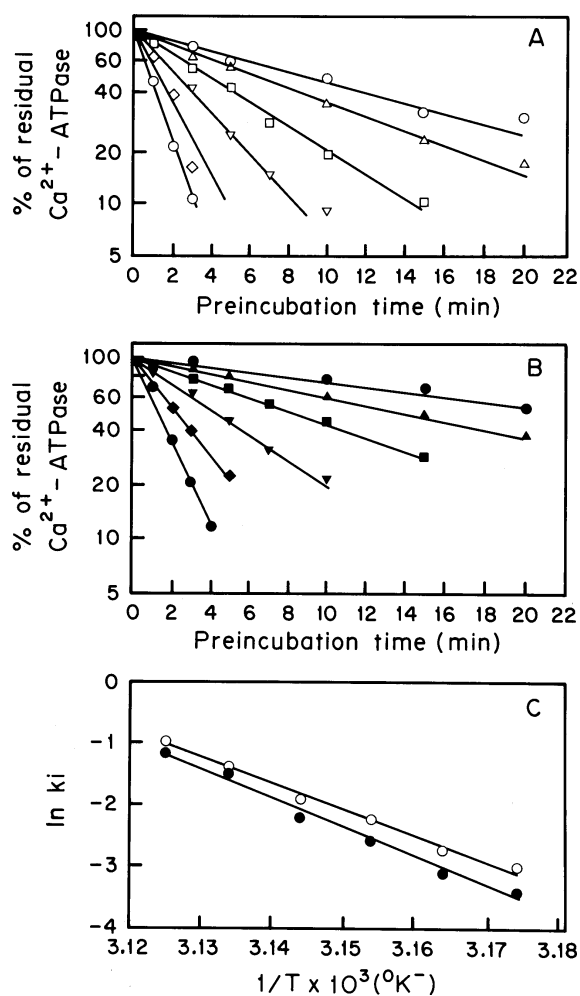 A
% of residual
Ca²⁺-ATPase
100
60
40
20
10
5
0 2 4 6 8 10 12 14 16 18 20 22
Preincubation time (min)
B
% of residual
Ca²⁺-ATPase
100
60
40
20
10
5
0 2 4 6 8 10 12 14 16 18 20 22
Preincubation time (min)
C
ln ki
0
-1
-2
-3
-4
3.12 3.13 3.14 3.15 3.16 3.17 3.18
1/T x 10³ (°K⁻)